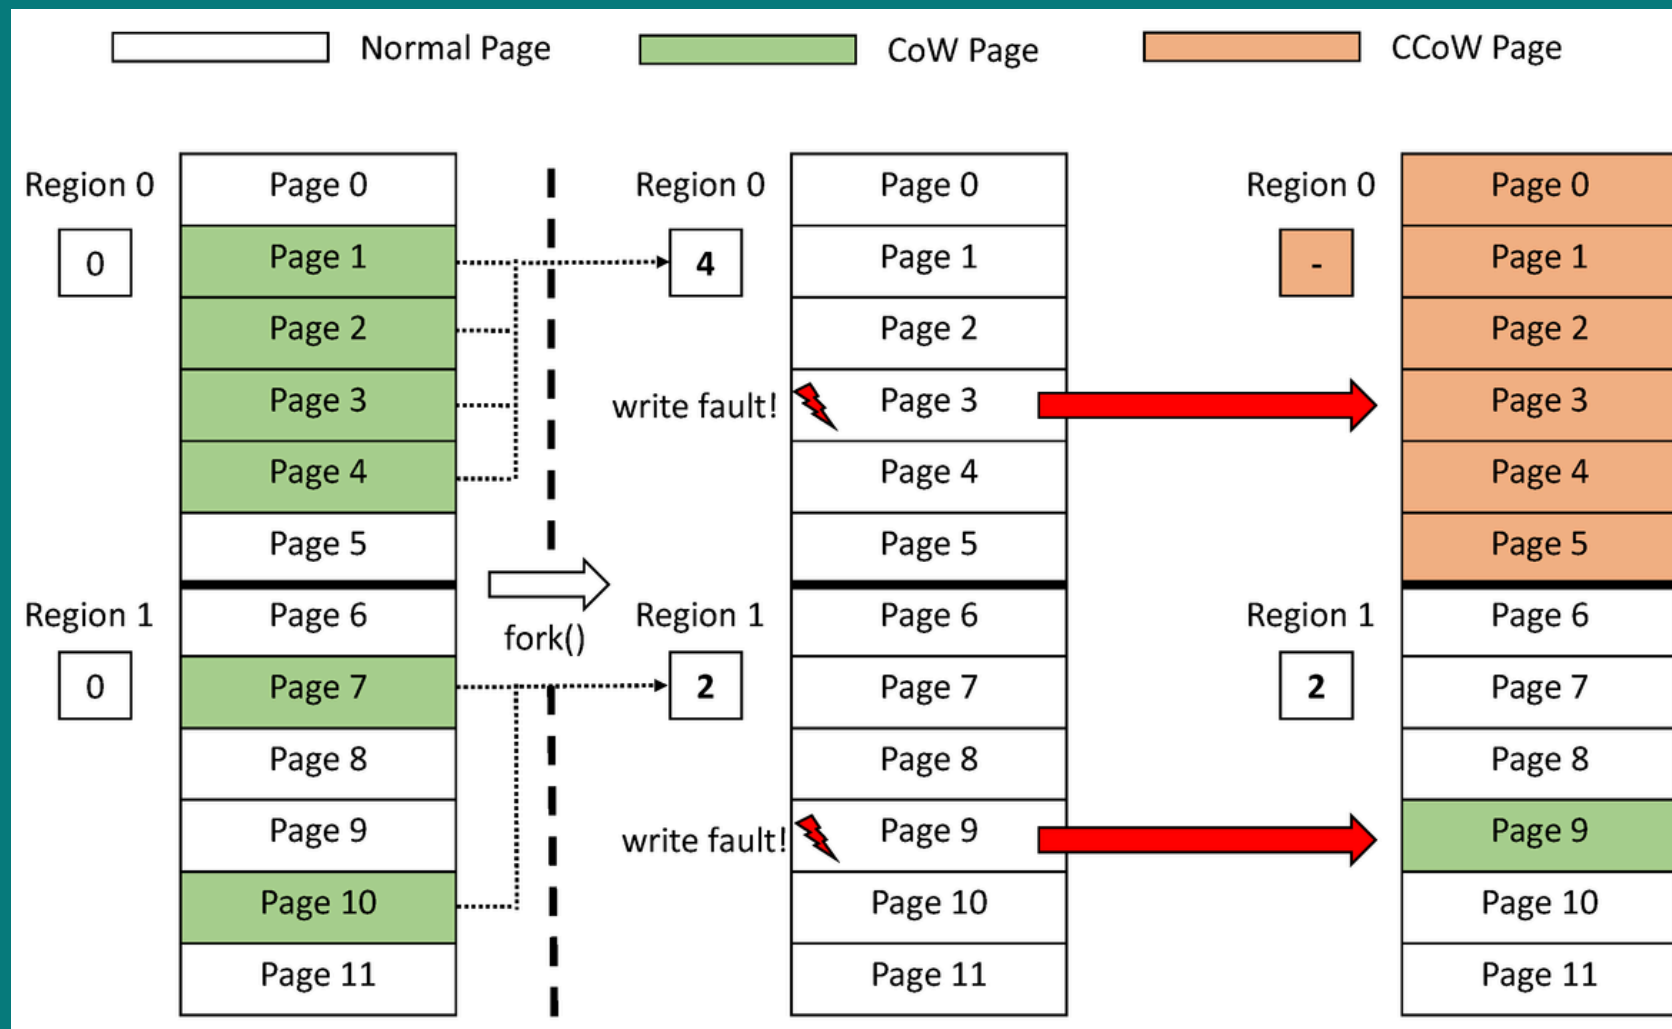 Normal Page
CoW Page
CCoW Page
Region 0
0
Page 0
Page 1
Page 2
Page 3
Page 4
Page 5
Region 1
0
Page 6
Page 7
Page 8
Page 9
Page 10
Page 11
fork()
Region 0
4
write fault!
Page 0
Page 1
Page 2
Page 3
Page 4
Page 5
Region 1
2
write fault!
Page 6
Page 7
Page 8
Page 9
Page 10
Page 11
Region 0
-
Page 0
Page 1
Page 2
Page 3
Page 4
Page 5
Region 1
2
Page 6
Page 7
Page 8
Page 9
Page 10
Page 11